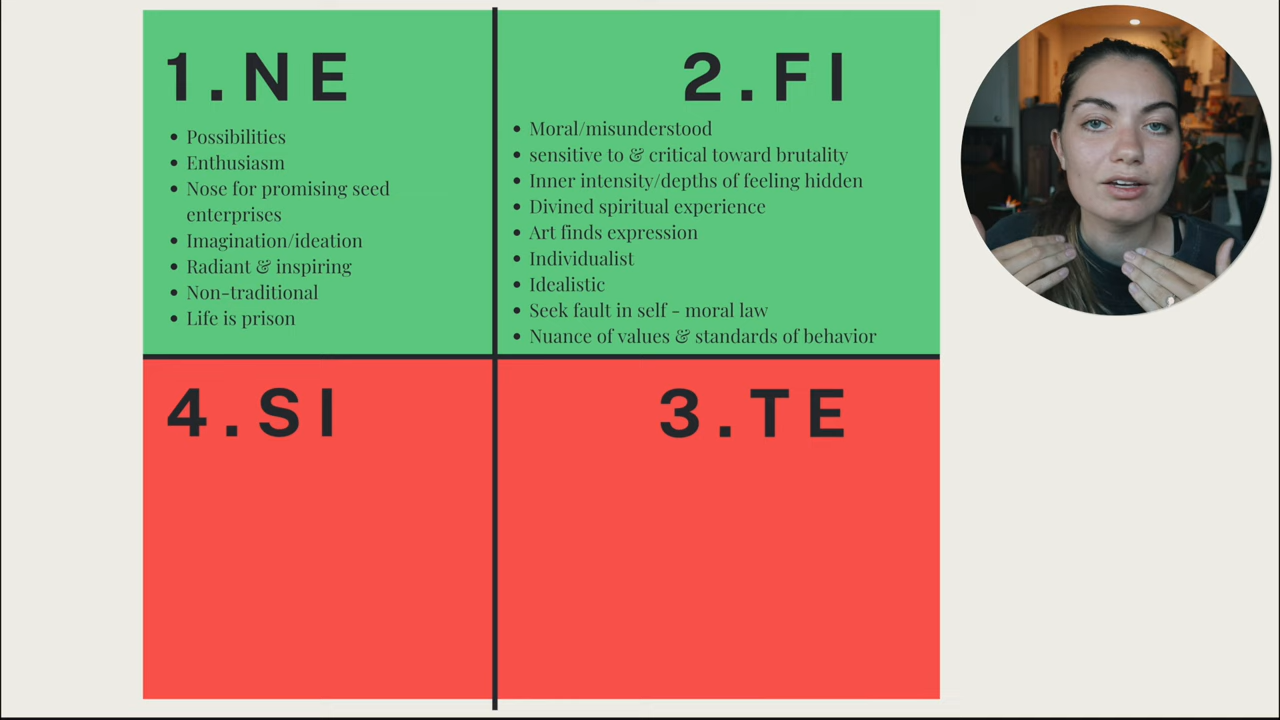 1.NE
Possibilities
Enthusiasm
Nose for promising seed
enterprises
Imagination/ideation
Radiant & inspiring
Non-traditional
Life is prison
2.FI
Moral/misunderstood
sensitive to & critical toward brutality
Inner intensity/depths of feeling hidden
Divined spiritual experience
Art finds expression
Individualist
Idealistic
Seek fault in self - moral law
Nuance of values & standards of behavior
4.SI
3.TE